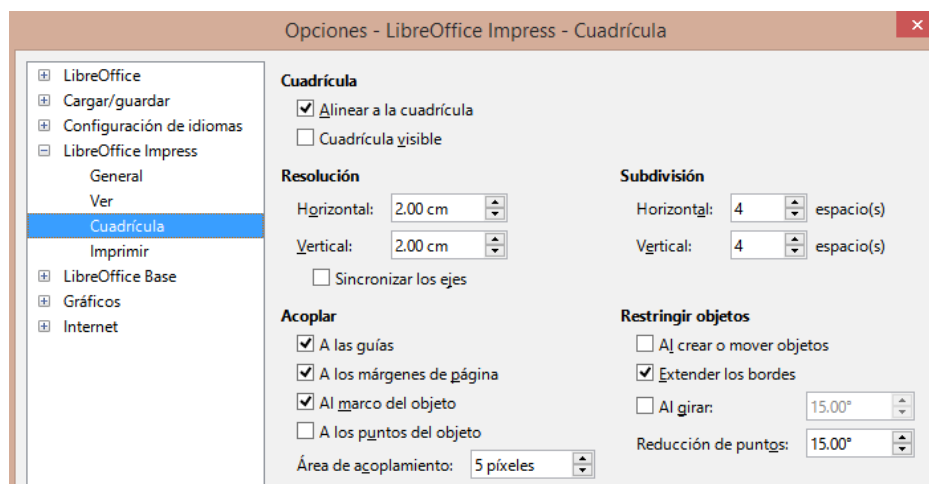 Opciones - LibreOffice Impress - Cuadrícula
LibreOffice
Cargar/guardar
Configuración de idiomas
LibreOffice Impress
General
Ver
Cuadrícula
Imprimir
LibreOffice Base
Gráficos
Internet
Cuadrícula
Alinear a la cuadrícula
Cuadrícula visible
Resolución
Horizontal: 2.00 cm
Vertical: 2.00 cm
Sincronizar los ejes
Subdivisión
Horizontal: 4 espacio(s)
Vertical: 4 espacio(s)
Acoplar
A las guías
A los márgenes de página
Al marco del objeto
A los puntos del objeto
Área de acoplamiento: 5 píxeles
Restringir objetos
Al crear o mover objetos
Extender los bordes
Al girar: 15.00°
Reducción de puntos: 15.00°